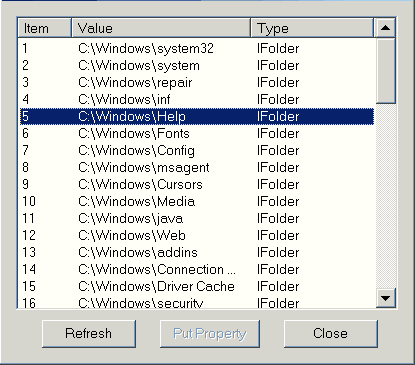 Item Value Type
1 C:\Windows\system32 IFolder
2 C:\Windows\system IFolder
3 C:\Windows\repair IFolder
4 C:\Windows\inf IFolder
5 C:\Windows\Help IFolder
6 C:\Windows\Fonts IFolder
7 C:\Windows\Config IFolder
8 C:\Windows\msagent IFolder
9 C:\Windows\Cursors IFolder
10 C:\Windows\Media IFolder
11 C:\Windows\java IFolder
12 C:\Windows\Web IFolder
13 C:\Windows\addins IFolder
14 C:\Windows\Connection ... IFolder
15 C:\Windows\Driver Cache IFolder
16 C:\Windows\security IFolder
Refresh Put Property Close